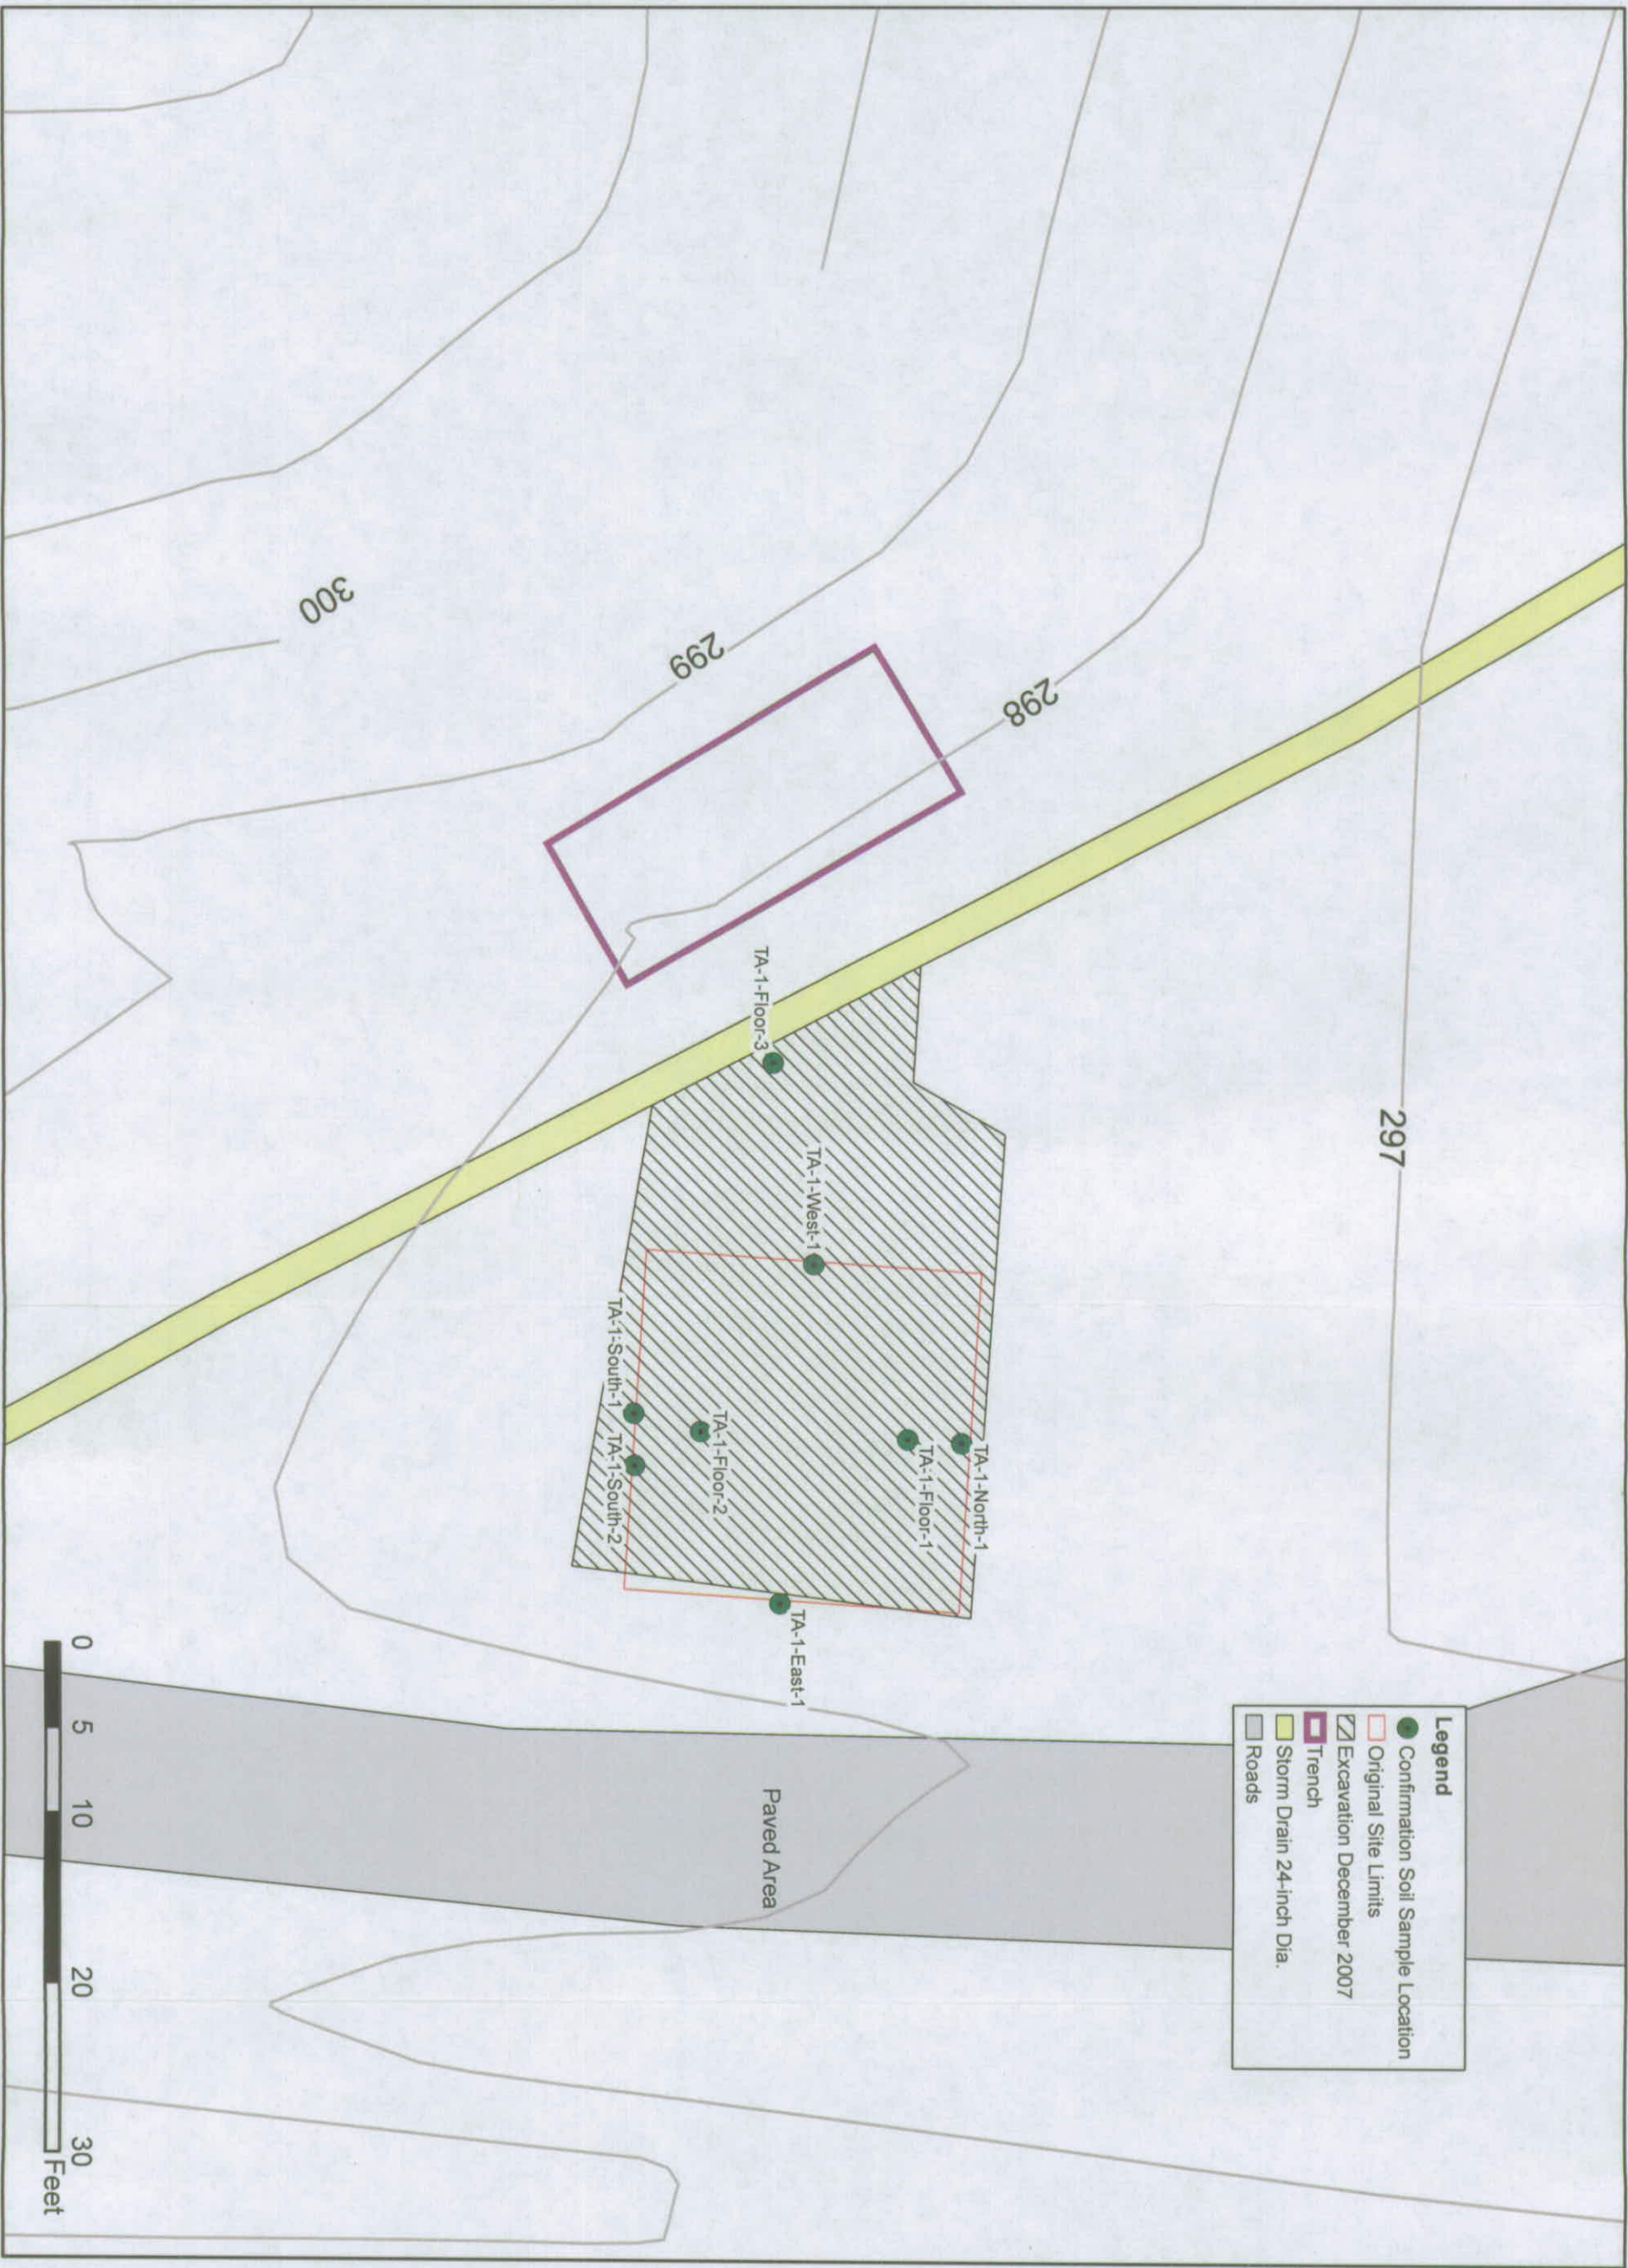 Legend
Confirmation Soil Sample Location
Original Site Limits
Excavation December 2007
Trench
Storm Drain 24-inch Dia.
Roads
297
298
299
300
TA-1-North-1
TA-1-Floor-1
TA-1-West-1
TA-1-Floor-3
TA-1-East-1
TA-1-Floor-2
TA-1-South-1
TA-1-South-2
Paved Area
0 5 10 20 30
Feet